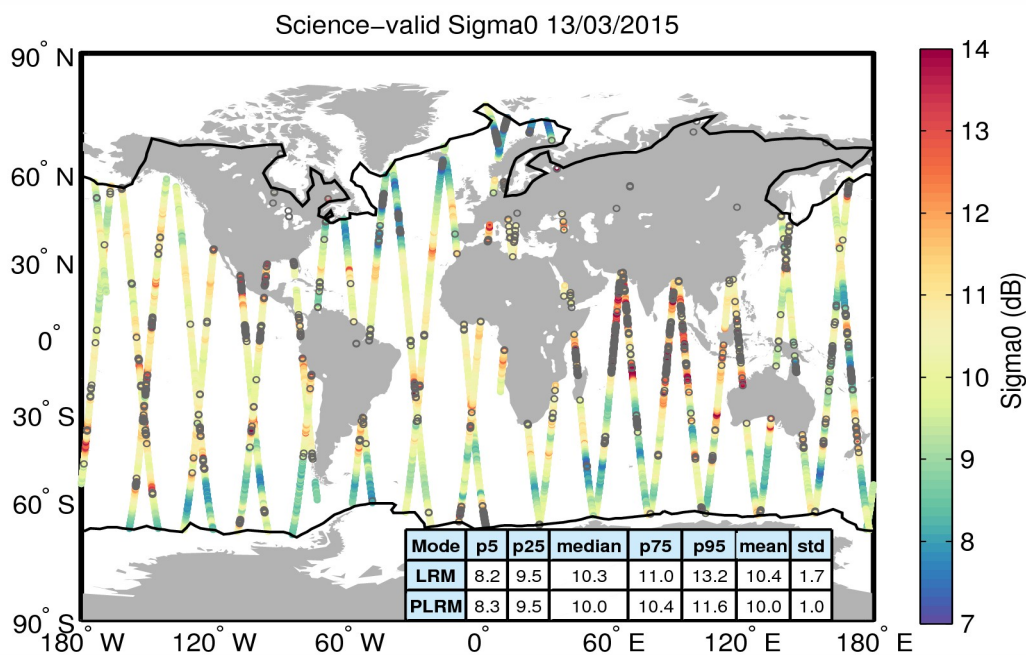 Science−valid Sigma0 13/03/2015
90° N
60° N
30° N
0°
30° S
60° S
90° S
180° W
120° W
60° W
0°
60° E
120° E
180° E
Mode p5 p25 median p75 p95 mean std
LRM 8.2 9.5 10.3 11.0 13.2 10.4 1.7
PLRM 8.3 9.5 10.0 10.4 11.6 10.0 1.0
14
13
12
11
10
9
8
7
Sigma0 (dB)